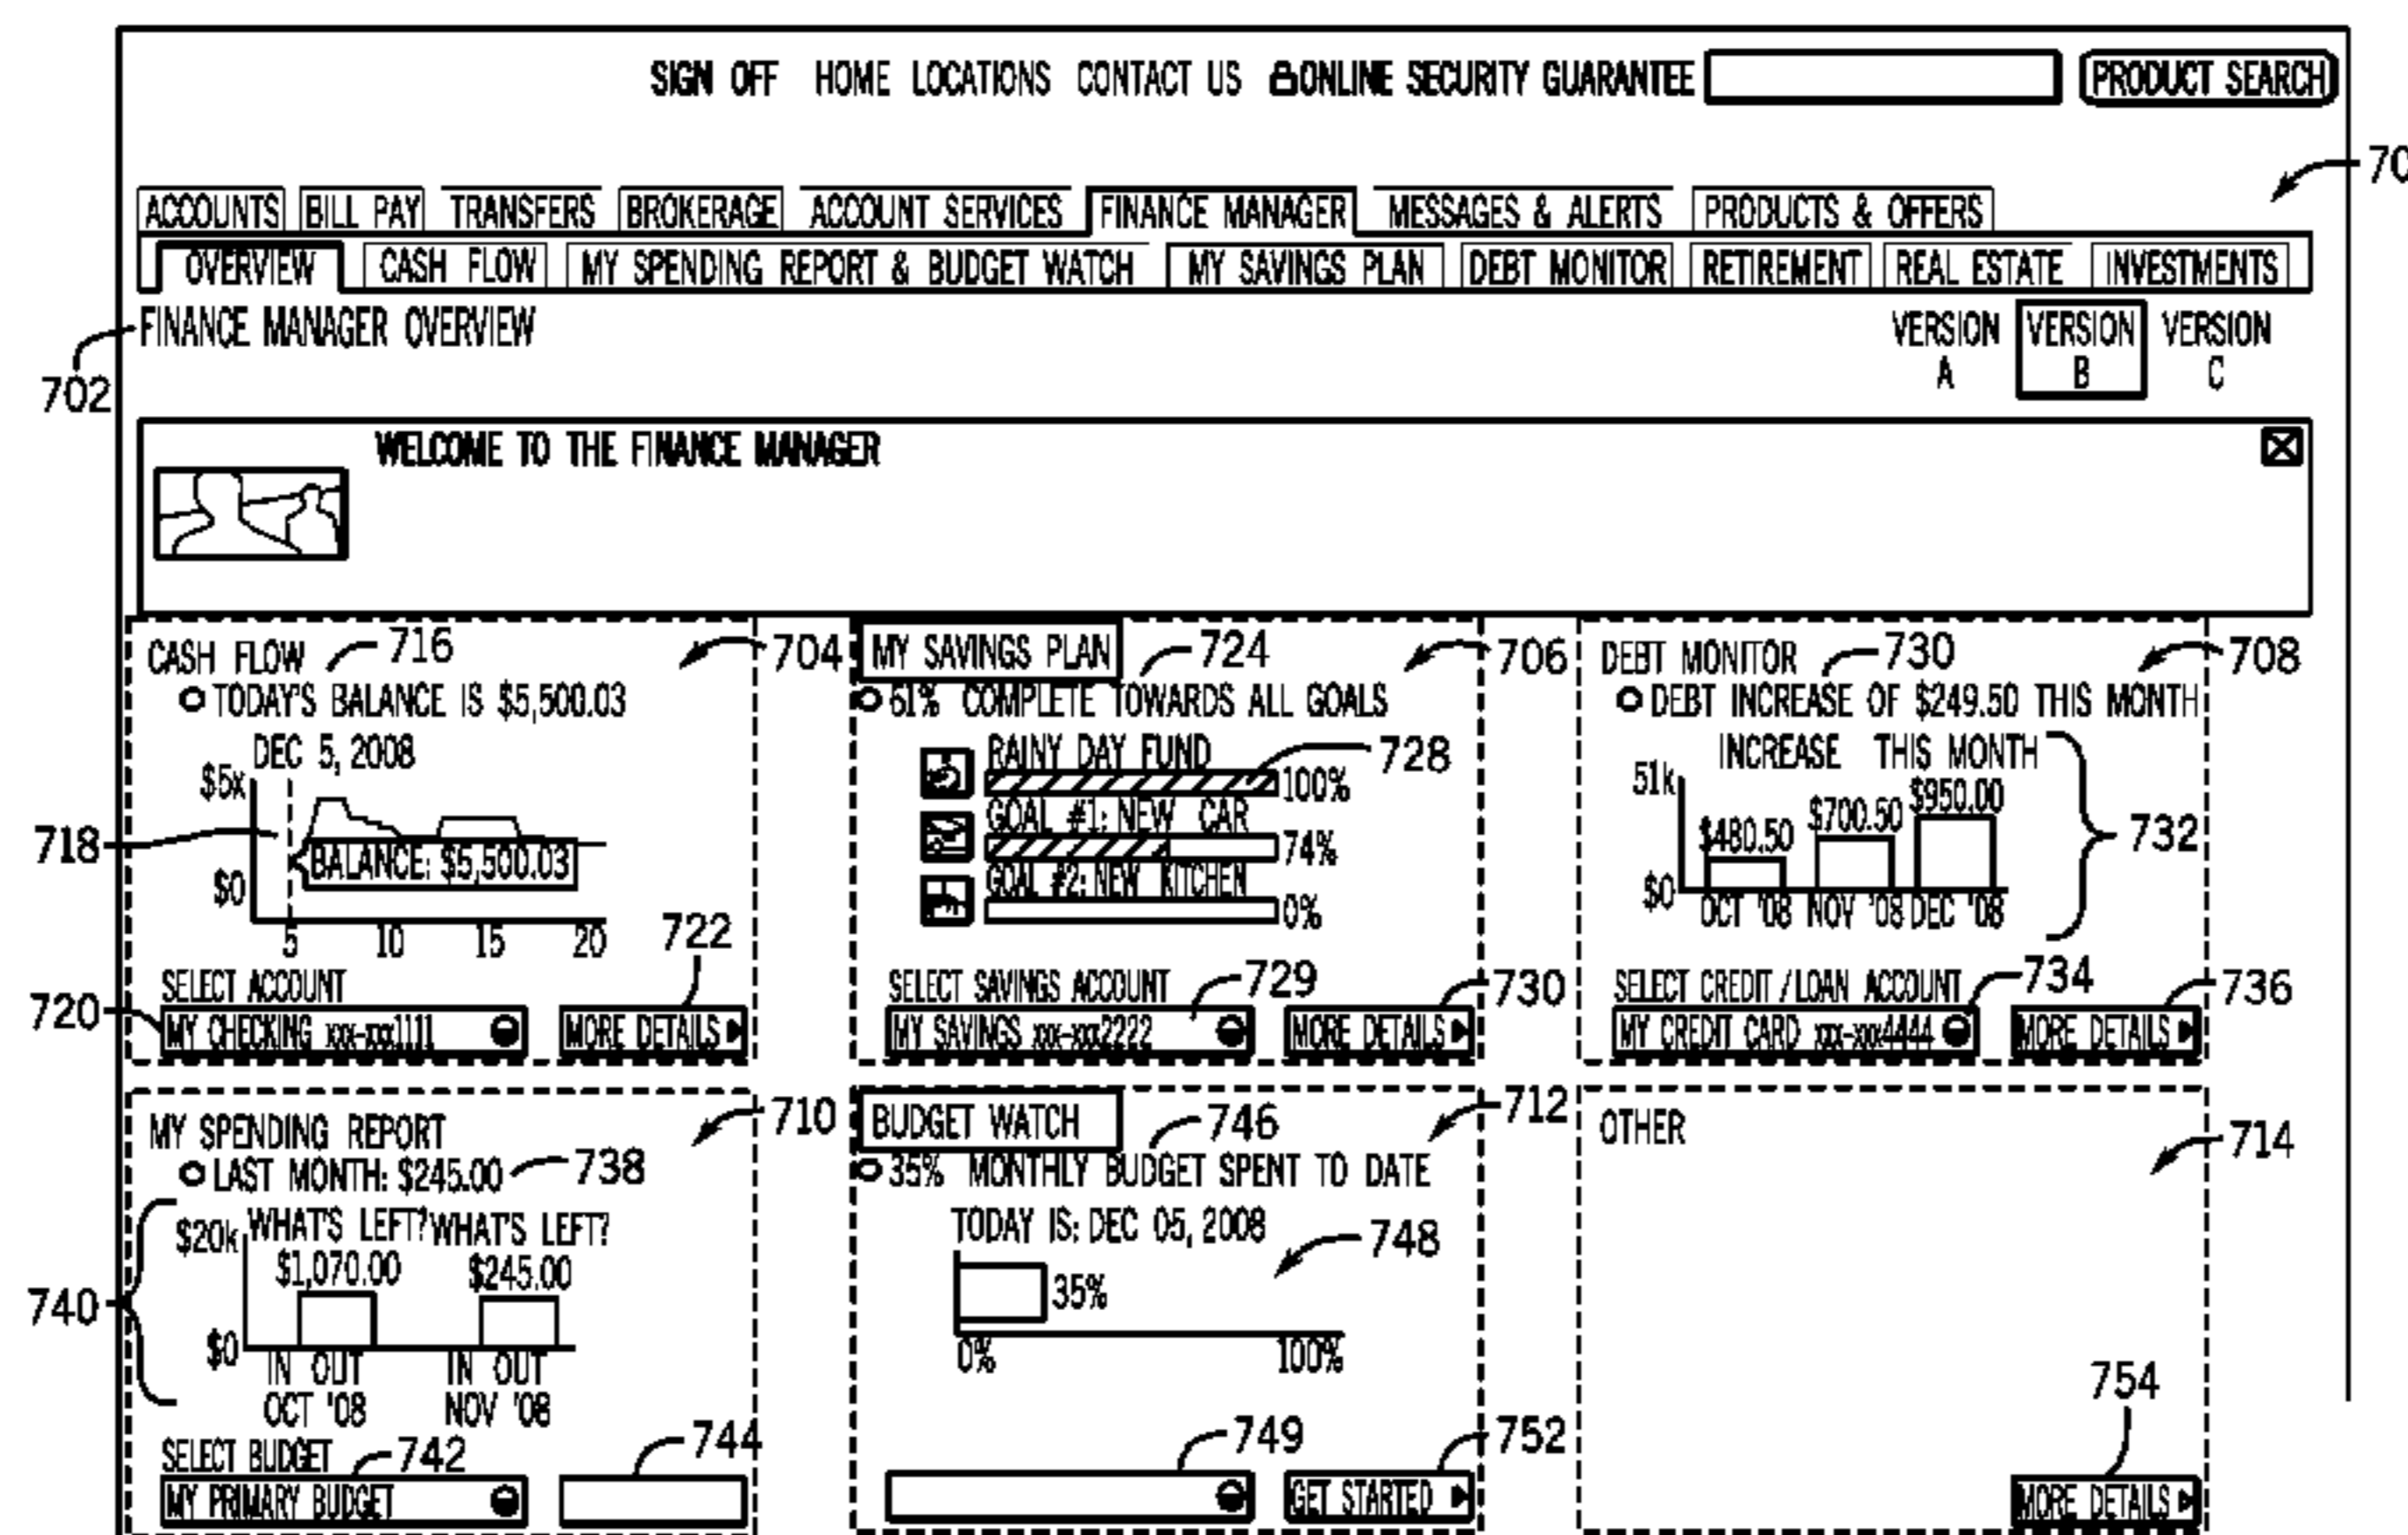 SIGN OFF HOME LOCATIONS CONTACT US ONLINE SECURITY GUARANTEE PRODUCT SEARCH
70
ACCOUNTS BILL PAY TRANSFERS BROKERAGE ACCOUNT SERVICES FINANCE MANAGER MESSAGES & ALERTS PRODUCTS & OFFERS
OVERVIEW CASH FLOW MY SPENDING REPORT & BUDGET WATCH MY SAVINGS PLAN DEBT MONITOR RETIREMENT REAL ESTATE INVESTMENTS
FINANCE MANAGER OVERVIEW
702
VERSION A
VERSION B
VERSION C
WELCOME TO THE FINANCE MANAGER
CASH FLOW 716 704
TODAY'S BALANCE IS $5,500.03
DEC 5, 2008
$5x
718
BALANCE: $5,500.03
$0
5 10 15 20
722
SELECT ACCOUNT
720
MY CHECKING xxx-xxx1111 MORE DETAILS
MY SAVINGS PLAN 724 706
61% COMPLETE TOWARDS ALL GOALS
RAINY DAY FUND 728
100%
GOAL #1: NEW CAR
74%
GOAL #2: NEW KITCHEN
0%
SELECT SAVINGS ACCOUNT 729 730
MY SAVINGS xxx-xxx2222 MORE DETAILS
DEBT MONITOR 730 708
DEBT INCREASE OF $249.50 THIS MONTH
INCREASE THIS MONTH
51k
$480.50 $700.50 $950.00
732
$0
OCT '08 NOV '08 DEC '08
SELECT CREDIT / LOAN ACCOUNT 734 736
MY CREDIT CARD xxx-xxx4444 MORE DETAILS
MY SPENDING REPORT 710
LAST MONTH: $245.00 738
$20k WHAT'S LEFT? WHAT'S LEFT?
$1,070.00 $245.00
740
$0
IN OUT IN OUT
OCT '08 NOV '08
SELECT BUDGET 742 744
MY PRIMARY BUDGET
BUDGET WATCH 746 712
35% MONTHLY BUDGET SPENT TO DATE
TODAY IS: DEC 05, 2008
748
35%
0% 100%
749 752
GET STARTED
OTHER
714
754
MORE DETAILS